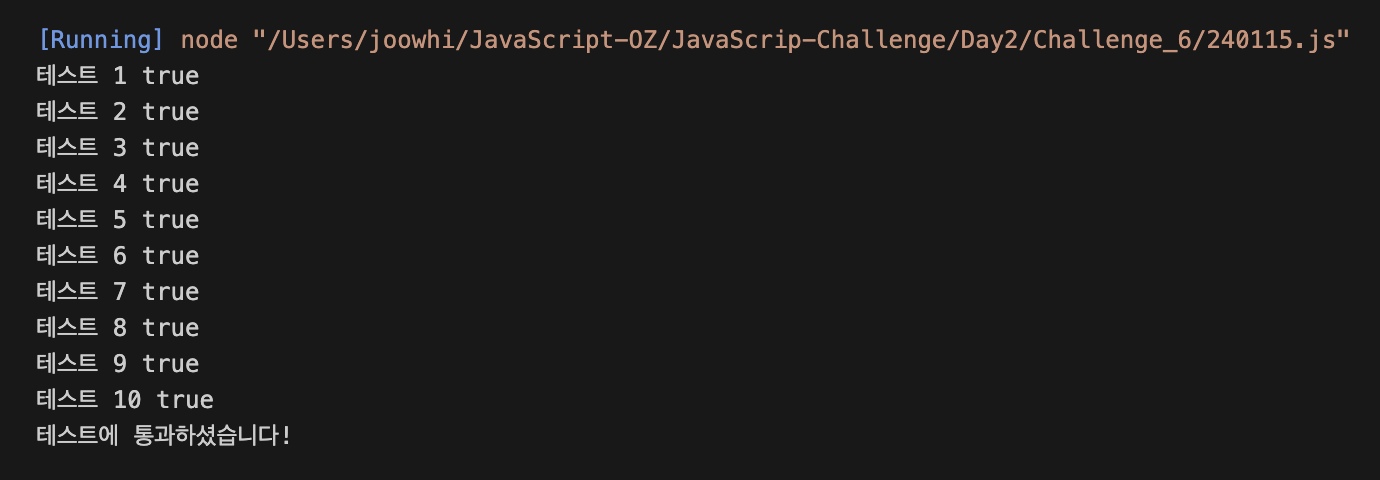 [Running] node "/Users/joowhi/JavaScript-OZ/JavaScrip-Challenge/Day2/Challenge_6/240115.js"
테스트 1 true
테스트 2 true
테스트 3 true
테스트 4 true
테스트 5 true
테스트 6 true
테스트 7 true
테스트 8 true
테스트 9 true
테스트 10 true
테스트에 통과하셨습니다!